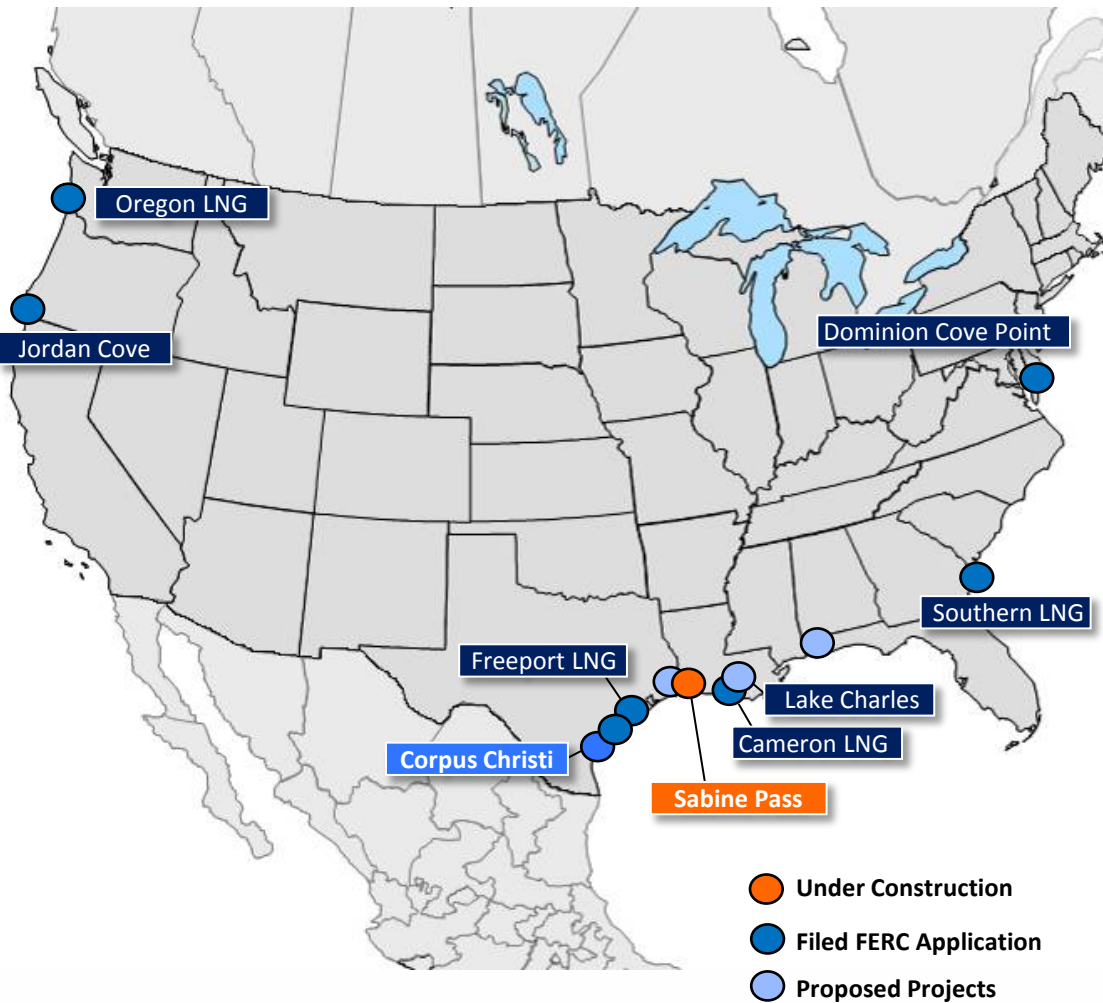 Oregon LNG
Jordan Cove
Dominion Cove Point
Southern LNG
Freeport LNG
Lake Charles
Cameron LNG
Corpus Christi
Sabine Pass
Under Construction
Filed FERC Application
Proposed Projects